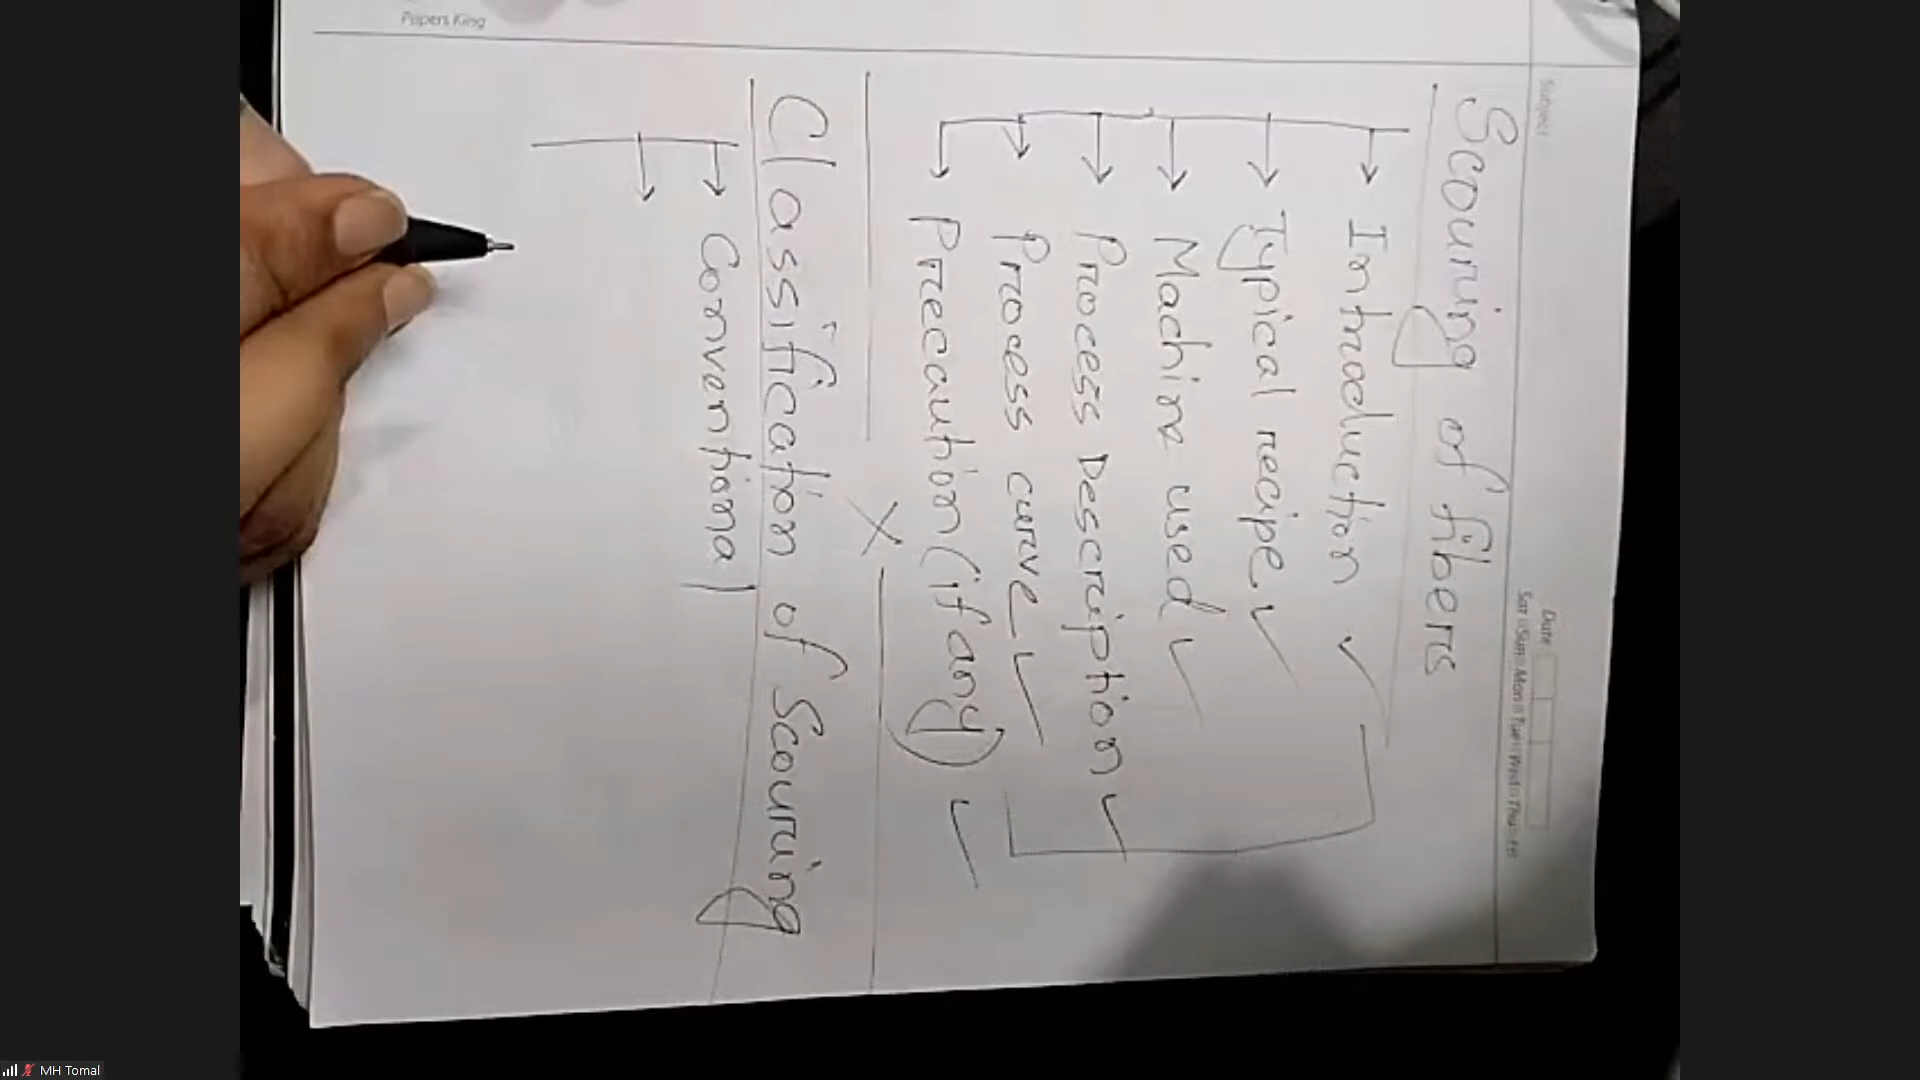 Subject
Date
Sat Sun Mon Tue Wed Thu Fri
Scouring of fibers
Introduction
Typical recipe
Machine used
Process Description
Process curve
Precaution (if any)
Classification of Scouring
Conventional
Papers King
MH Tomal